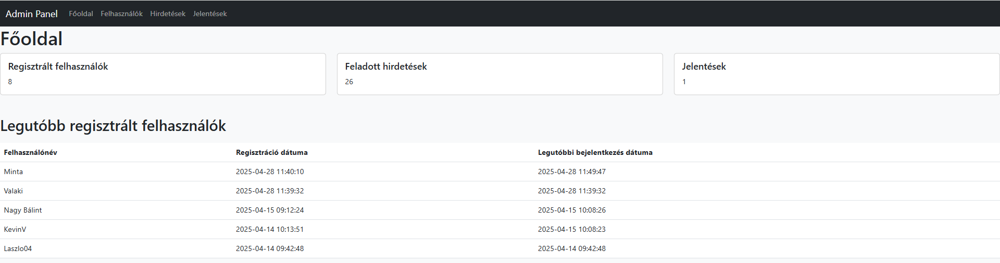 Admin Panel Főoldal Felhasználók Hirdetések Jelentések
Főoldal
Regisztrált felhasználók
8
Feladott hirdetések
26
Jelentések
1
Legutóbb regisztrált felhasználók
Felhasználónév Regisztráció dátuma Legutóbbi bejelentkezés dátuma
Minta 2025-04-28 11:40:10 2025-04-28 11:49:47
Valaki 2025-04-28 11:39:32 2025-04-28 11:39:32
Nagy Bálint 2025-04-15 09:12:24 2025-04-15 10:08:26
KevinV 2025-04-14 10:13:51 2025-04-15 10:08:23
Laszlo04 2025-04-14 09:42:48 2025-04-14 09:42:48